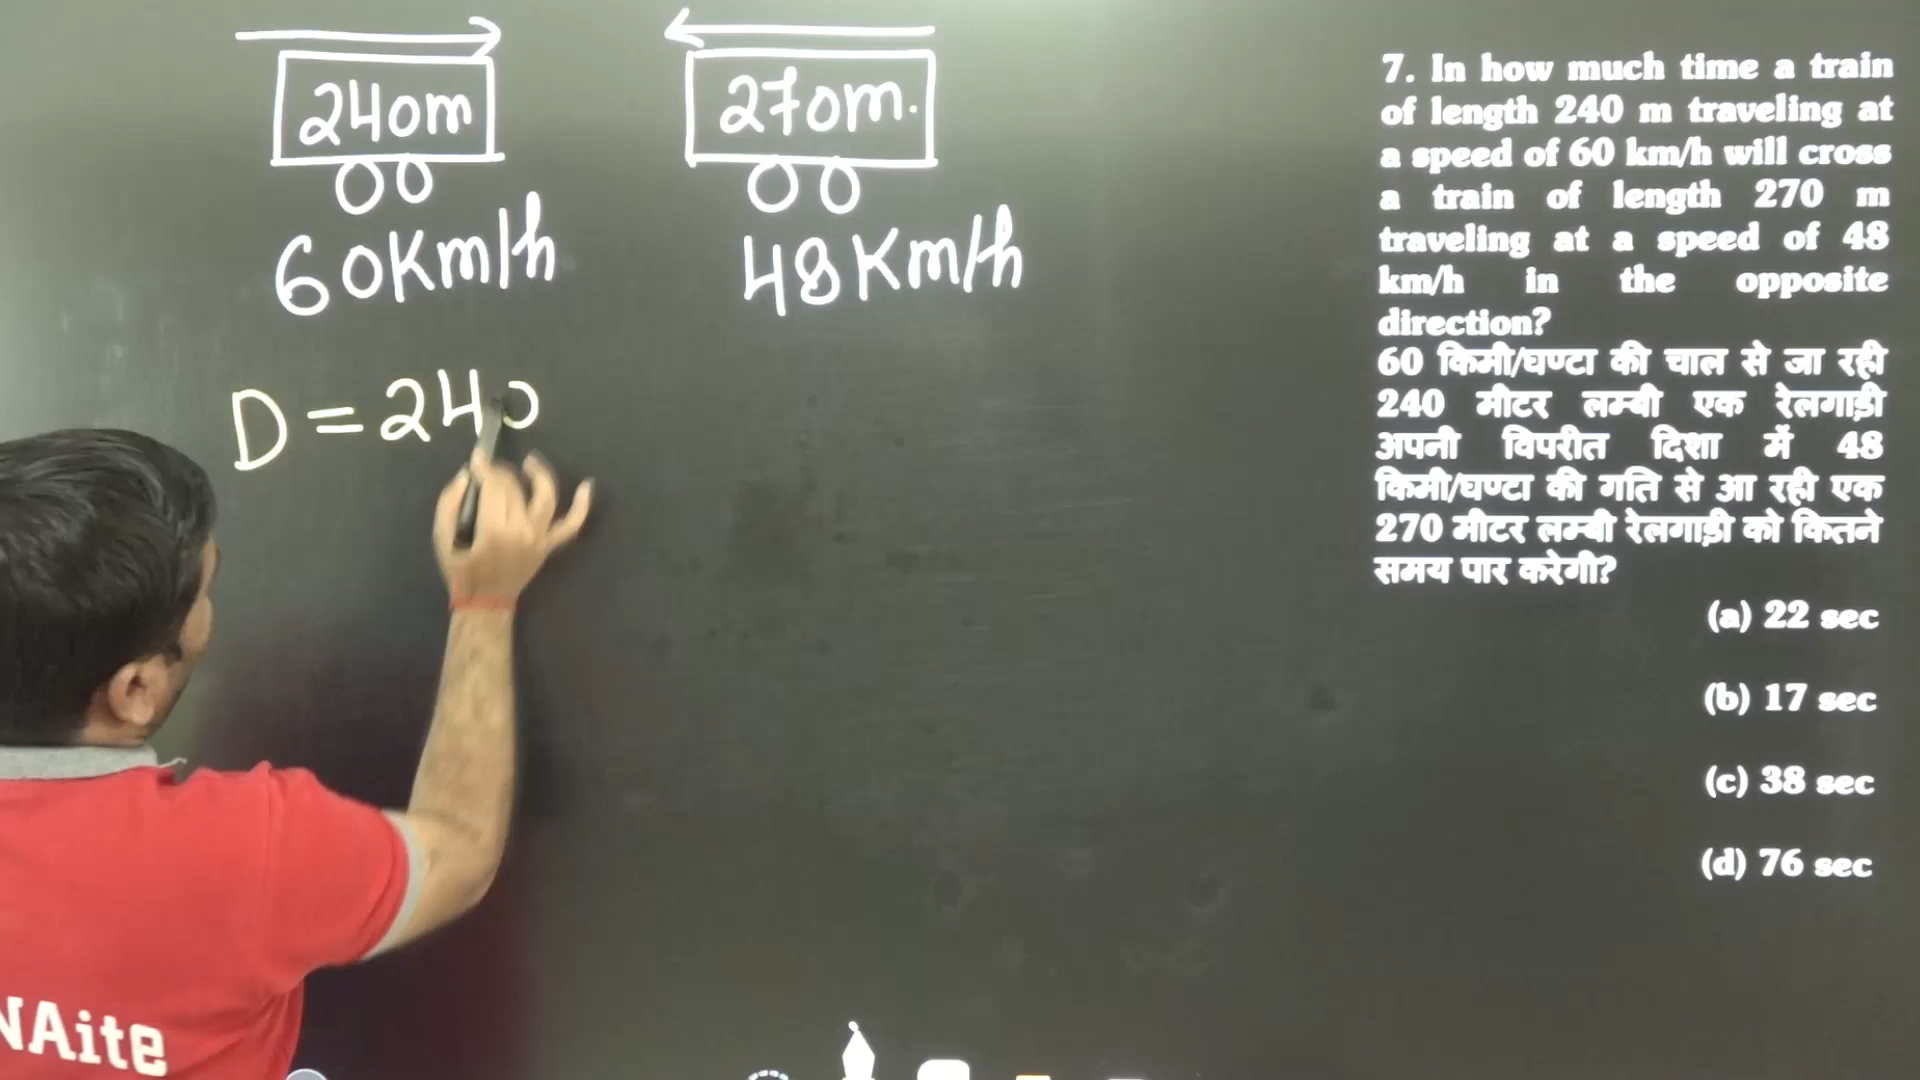 240m
270m.
60Km/h
48Km/h
D = 240
7. In how much time a train
of length 240 m traveling at
a speed of 60 km/h will cross
a train of length 270 m
traveling at a speed of 48
km/h in the opposite
direction?
60 किमी/घण्टा की चाल से जा रही
240 मीटर लम्बी एक रेलगाड़ी
अपनी विपरीत दिशा में 48
किमी/घण्टा की गति से आ रही एक
270 मीटर लम्बी रेलगाड़ी को कितने
समय पार करेगी?
(a) 22 sec
(b) 17 sec
(c) 38 sec
(d) 76 sec